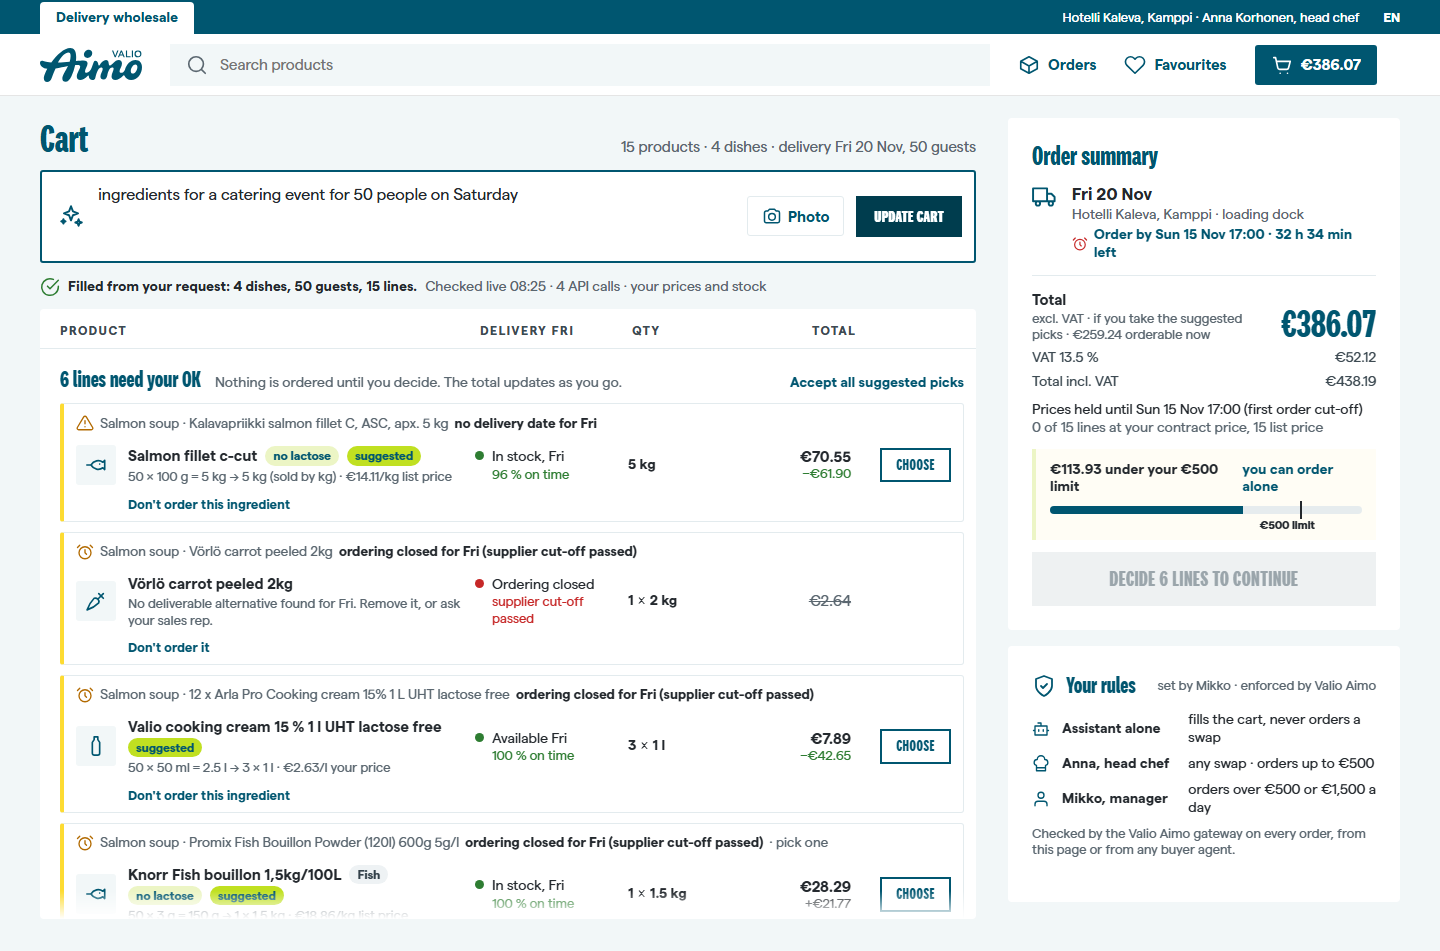 Delivery wholesale
Hotelli Kaleva, Kamppi · Anna Korhonen, head chef
EN
VALIO
Aimo
Search products
Orders
Favourites
€386.07
Cart
15 products · 4 dishes · delivery Fri 20 Nov, 50 guests
ingredients for a catering event for 50 people on Saturday
Photo
UPDATE CART
Filled from your request: 4 dishes, 50 guests, 15 lines. Checked live 08:25 · 4 API calls · your prices and stock
PRODUCT
DELIVERY FRI
QTY
TOTAL
6 lines need your OK
Nothing is ordered until you decide. The total updates as you go.
Accept all suggested picks
Salmon soup · Kalavapriikki salmon fillet C, ASC, apx. 5 kg no delivery date for Fri
Salmon fillet c-cut
no lactose
suggested
50 × 100 g = 5 kg → 5 kg (sold by kg) · €14.11/kg list price
Don't order this ingredient
In stock, Fri
96 % on time
5 kg
€70.55
−€61.90
CHOOSE
Salmon soup · Vörlö carrot peeled 2kg ordering closed for Fri (supplier cut-off passed)
Vörlö carrot peeled 2kg
No deliverable alternative found for Fri. Remove it, or ask
your sales rep.
Don't order it
Ordering closed
supplier cut-off
passed
1 × 2 kg
€2.64
Salmon soup · 12 x Arla Pro Cooking cream 15% 1 L UHT lactose free ordering closed for Fri (supplier cut-off passed)
Valio cooking cream 15 % 1 l UHT lactose free
suggested
50 × 50 ml = 2.5 l → 3 × 1 l · €2.63/l your price
Don't order this ingredient
Available Fri
100 % on time
3 × 1 l
€7.89
−€42.65
CHOOSE
Salmon soup · Promix Fish Bouillon Powder (120l) 600g 5g/l ordering closed for Fri (supplier cut-off passed) · pick one
Knorr Fish bouillon 1,5kg/100L
Fish
no lactose
suggested
50 × 3 g = 150 g → 1 × 1.5 kg · €18.86/kg list price
In stock, Fri
100 % on time
1 × 1.5 kg
€28.29
+€21.77
CHOOSE
Order summary
Fri 20 Nov
Hotelli Kaleva, Kamppi · loading dock
Order by Sun 15 Nov 17:00 · 32 h 34 min
left
Total
excl. VAT · if you take the suggested
picks · €259.24 orderable now
€386.07
VAT 13.5 %
€52.12
Total incl. VAT
€438.19
Prices held until Sun 15 Nov 17:00 (first order cut-off)
0 of 15 lines at your contract price, 15 list price
€113.93 under your €500
limit
you can order
alone
€500 limit
DECIDE 6 LINES TO CONTINUE
Your rules
set by Mikko · enforced by Valio Aimo
Assistant alone
fills the cart, never orders a
swap
Anna, head chef
any swap · orders up to €500
Mikko, manager
orders over €500 or €1,500 a
day
Checked by the Valio Aimo gateway on every order, from
this page or from any buyer agent.